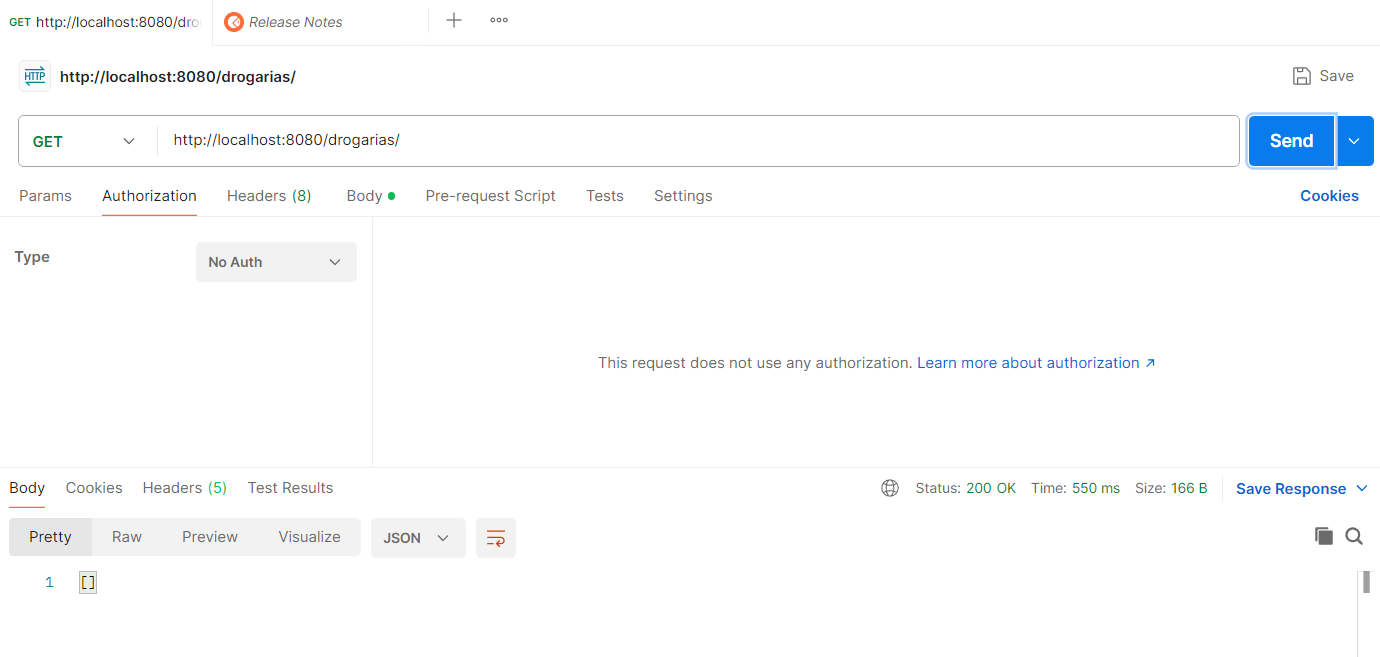 GET http://localhost:8080/dro
Release Notes
HTTP http://localhost:8080/drogarias/
Save
GET http://localhost:8080/drogarias/
Send
Params Authorization Headers (8) Body Pre-request Script Tests Settings Cookies
Type No Auth
This request does not use any authorization. Learn more about authorization ↗
Body Cookies Headers (5) Test Results Status: 200 OK Time: 550 ms Size: 166 B Save Response
Pretty Raw Preview Visualize JSON
1 []